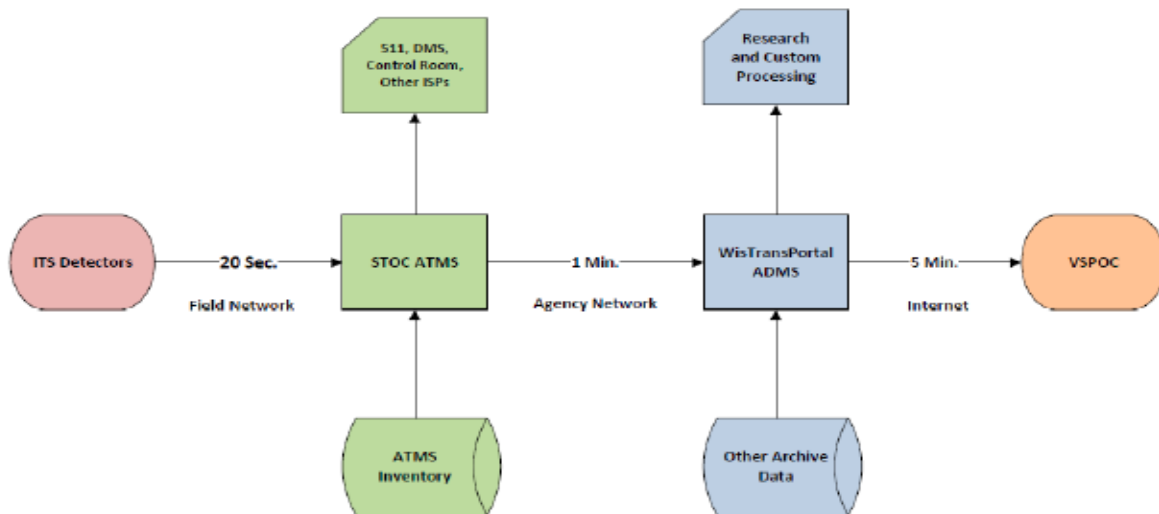 511, DMS,
Control Room,
Other ISPs
Research
and Custom
Processing
ITS Detectors
20 Sec.
STOC ATMS
1 Min.
WisTransPortal
ADMS
5 Min.
VSPOC
Field Network
Agency Network
Internet
ATMS
Inventory
Other Archive
Data